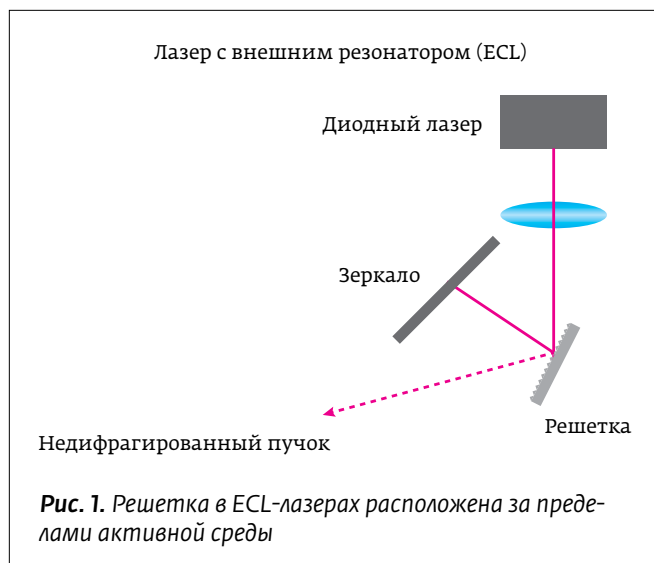 Лазер с внешним резонатором (ECL)
Диодный лазер
Зеркало
Решетка
Недифрагированный пучок
Рис. 1. Решетка в ECL-лазерах расположена за преде-
лами активной среды